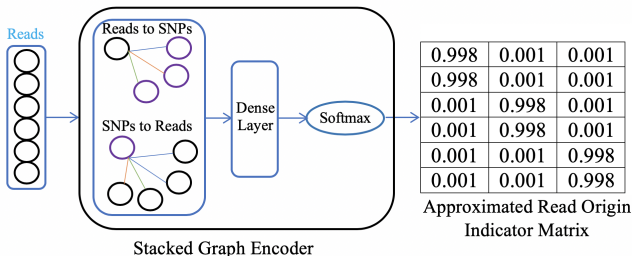 Reads
Reads to SNPs
SNPs to Reads
Dense
Layer
Softmax
Stacked Graph Encoder
0.998 0.001 0.001
0.998 0.001 0.001
0.001 0.998 0.001
0.001 0.998 0.001
0.001 0.001 0.998
0.001 0.001 0.998
Approximated Read Origin
Indicator Matrix